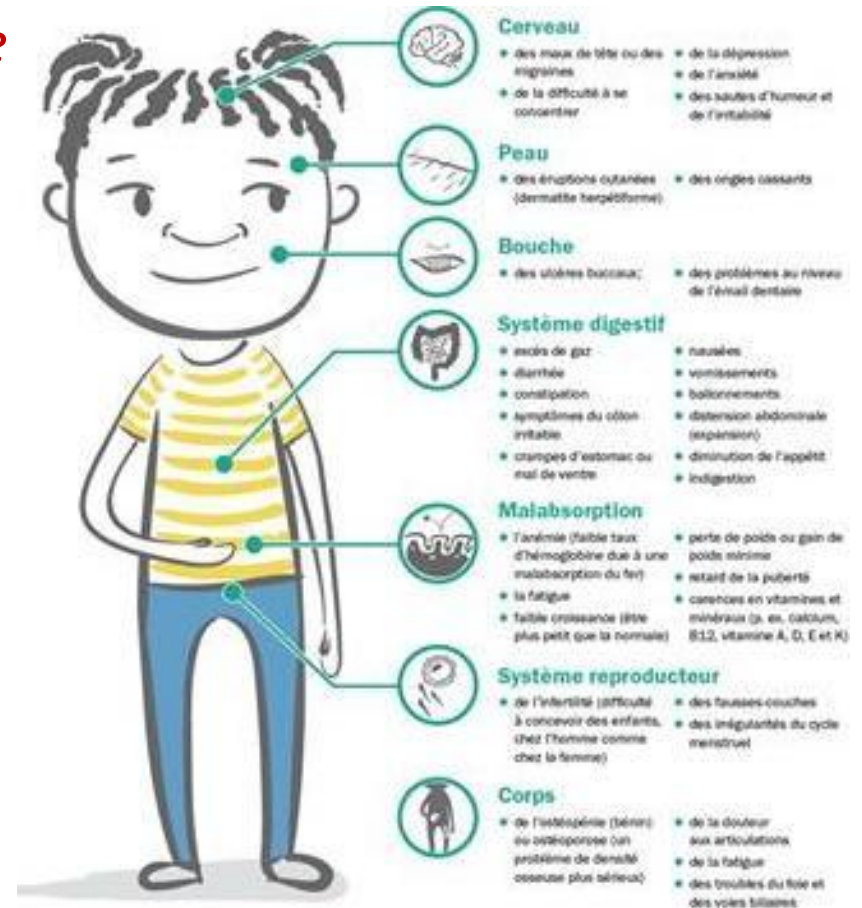 ?
Cerveau
• des maux de tête ou des
migraines
• de la difficulté à se
concentrer
• de la dépression
• de l'anxiété
• des sautes d'humeur et
de l'irritabilité
Peau
• des éruptions cutanées
(dermatite herpétiforme)
• des ongles cassants
Bouche
• des ulcères buccaux;
• des problèmes au niveau
de l'émail dentaire
Système digestif
• excès de gaz
• diarrhée
• constipation
• symptômes du côlon
irritable
• crampes d'estomac ou
mal de ventre
• nausées
• vomissements
• ballonnements
• distension abdominale
(expansion)
• diminution de l'appétit
• indigestion
Malabsorption
• l'anémie (faible taux
d'hémoglobine due à une
malabsorption du fer)
• la fatigue
• faible croissance (être
plus petit que la normale)
• perte de poids ou gain de
poids minime
• retard de la puberté
• carences en vitamines et
minéraux (p. ex. calcium,
B12, vitamine A, D, E et K)
Système reproducteur
• de l'infertilité (difficulté
à concevoir des enfants,
chez l'homme comme
chez la femme)
• des fausses-couches
• des irrégularités du cycle
menstruel
Corps
• de l'ostéopénie (bénin)
ou ostéoporose (un
problème de densité
osseuse plus sérieux)
• de la douleur
aux articulations
• de la fatigue
• des troubles du foie et
des voies biliaires